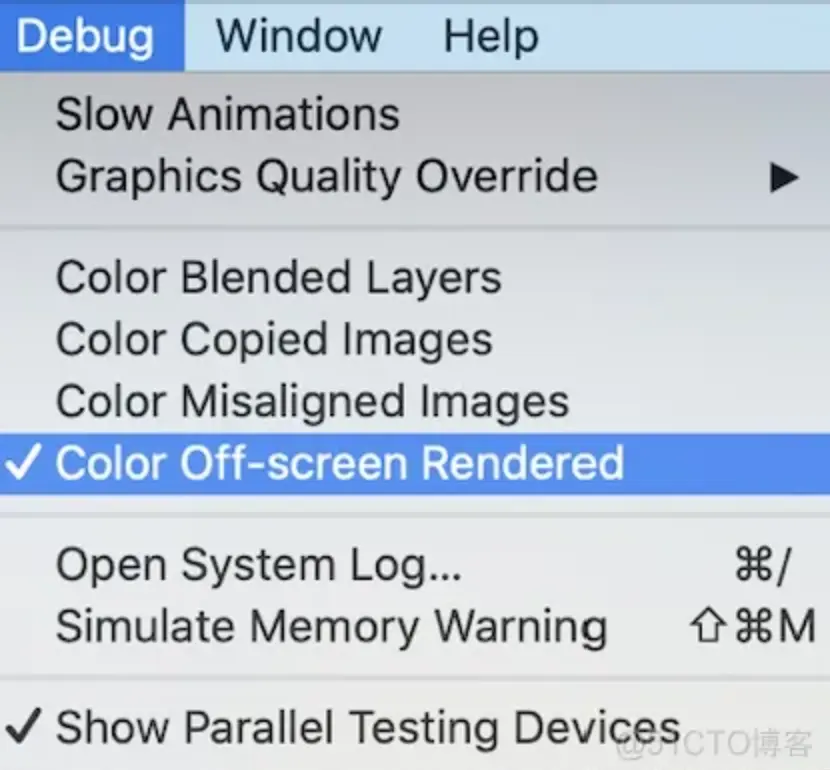 Debug Window Help
Slow Animations
Graphics Quality Override ▶
Color Blended Layers
Color Copied Images
Color Misaligned Images
✓ Color Off-screen Rendered
Open System Log... ⌘/
Simulate Memory Warning ⇧⌘M
✓ Show Parallel Testing Devices
@51CTO博客